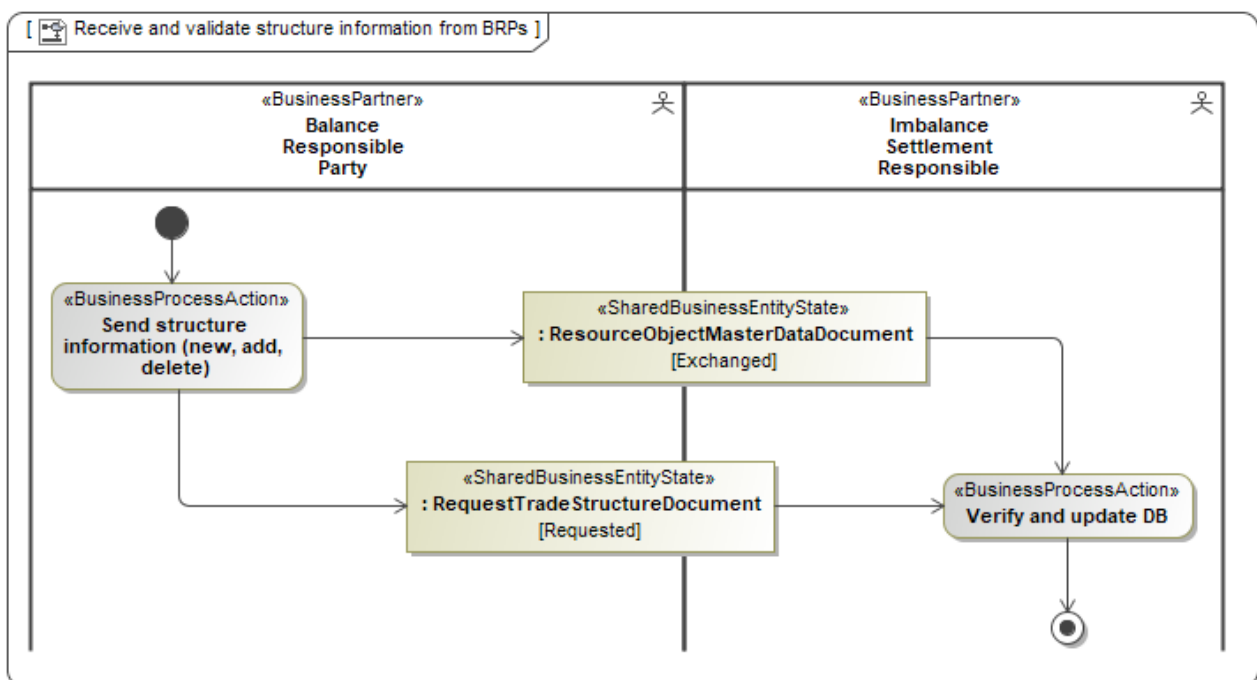 [ Receive and validate structure information from BRPs ]
«BusinessPartner»
Balance
Responsible
Party
«BusinessPartner»
Imbalance
Settlement
Responsible
«BusinessProcessAction»
Send structure
information (new, add,
delete)
«SharedBusinessEntityState»
: ResourceObjectMasterDataDocument
[Exchanged]
«SharedBusinessEntityState»
: RequestTradeStructureDocument
[Requested]
«BusinessProcessAction»
Verify and update DB